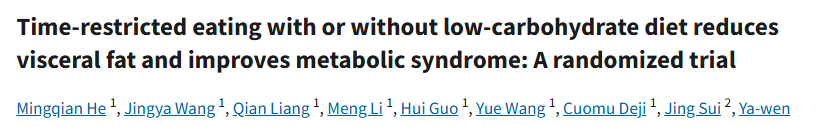 Time-restricted eating with or without low-carbohydrate diet reduces
visceral fat and improves metabolic syndrome: A randomized trial
Mingqian He 1, Jingya Wang 1, Qian Liang 1, Meng Li 1, Hui Guo 1, Yue Wang 1, Cuomu Deji 1, Jing Sui 2, Ya-wen